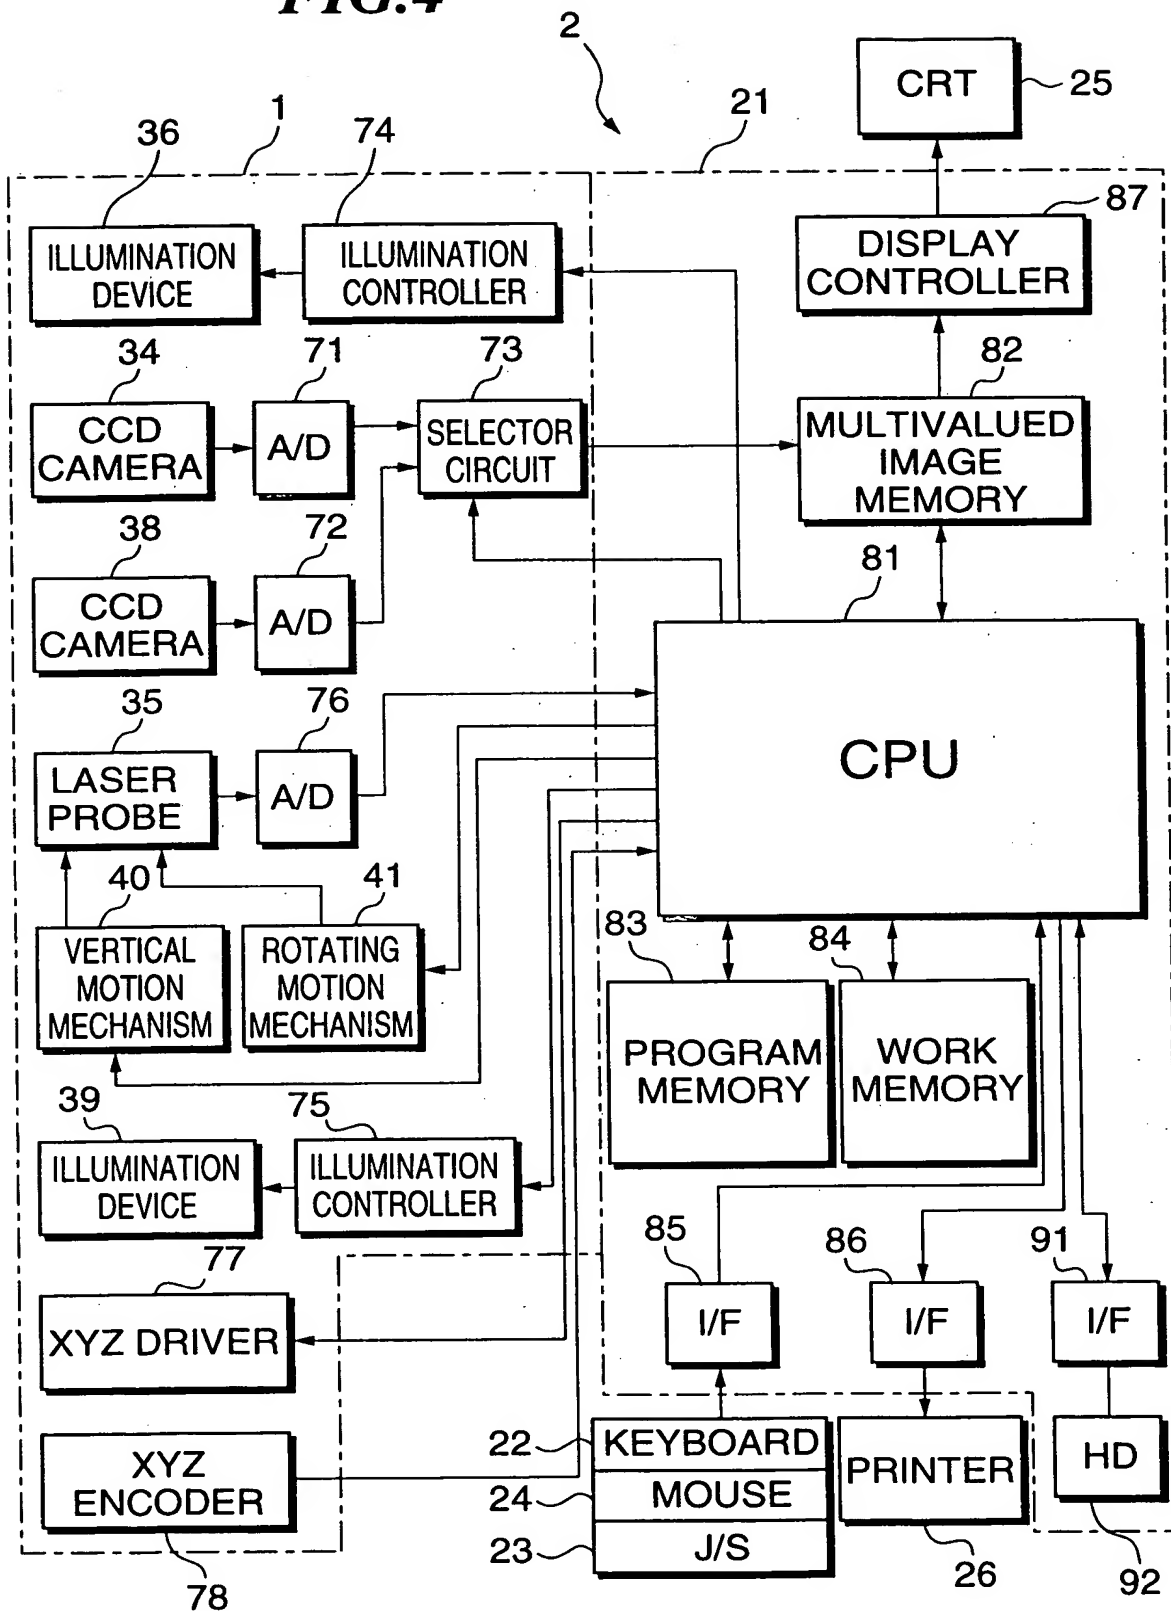 FIG.4
2
CRT
25
1
21
36
74
87
ILLUMINATION
DEVICE
ILLUMINATION
CONTROLLER
DISPLAY
CONTROLLER
34
71
73
82
CCD
CAMERA
A/D
SELECTOR
CIRCUIT
MULTIVALUED
IMAGE
MEMORY
38
72
81
CCD
CAMERA
A/D
35
76
CPU
LASER
PROBE
A/D
40
41
83
84
VERTICAL
MOTION
MECHANISM
ROTATING
MOTION
MECHANISM
PROGRAM
MEMORY
WORK
MEMORY
39
75
ILLUMINATION
DEVICE
ILLUMINATION
CONTROLLER
85
86
91
77
I/F
I/F
I/F
XYZ DRIVER
22
KEYBOARD
24
MOUSE
23
J/S
PRINTER
HD
XYZ
ENCODER
78
26
92